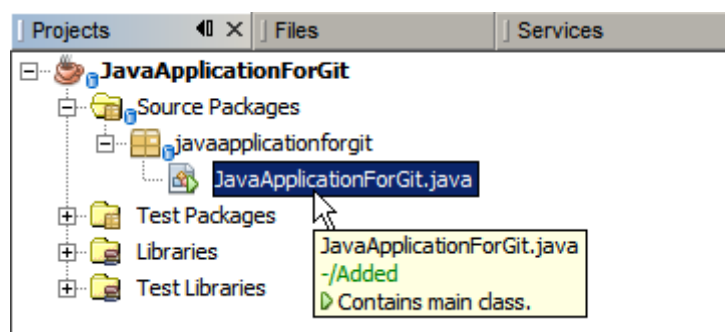 Projects Files Services
JavaApplicationForGit
Source Packages
javaapplicationforgit
JavaApplicationForGit.java
Test Packages
Libraries
Test Libraries
JavaApplicationForGit.java
-/Added
Contains main class.